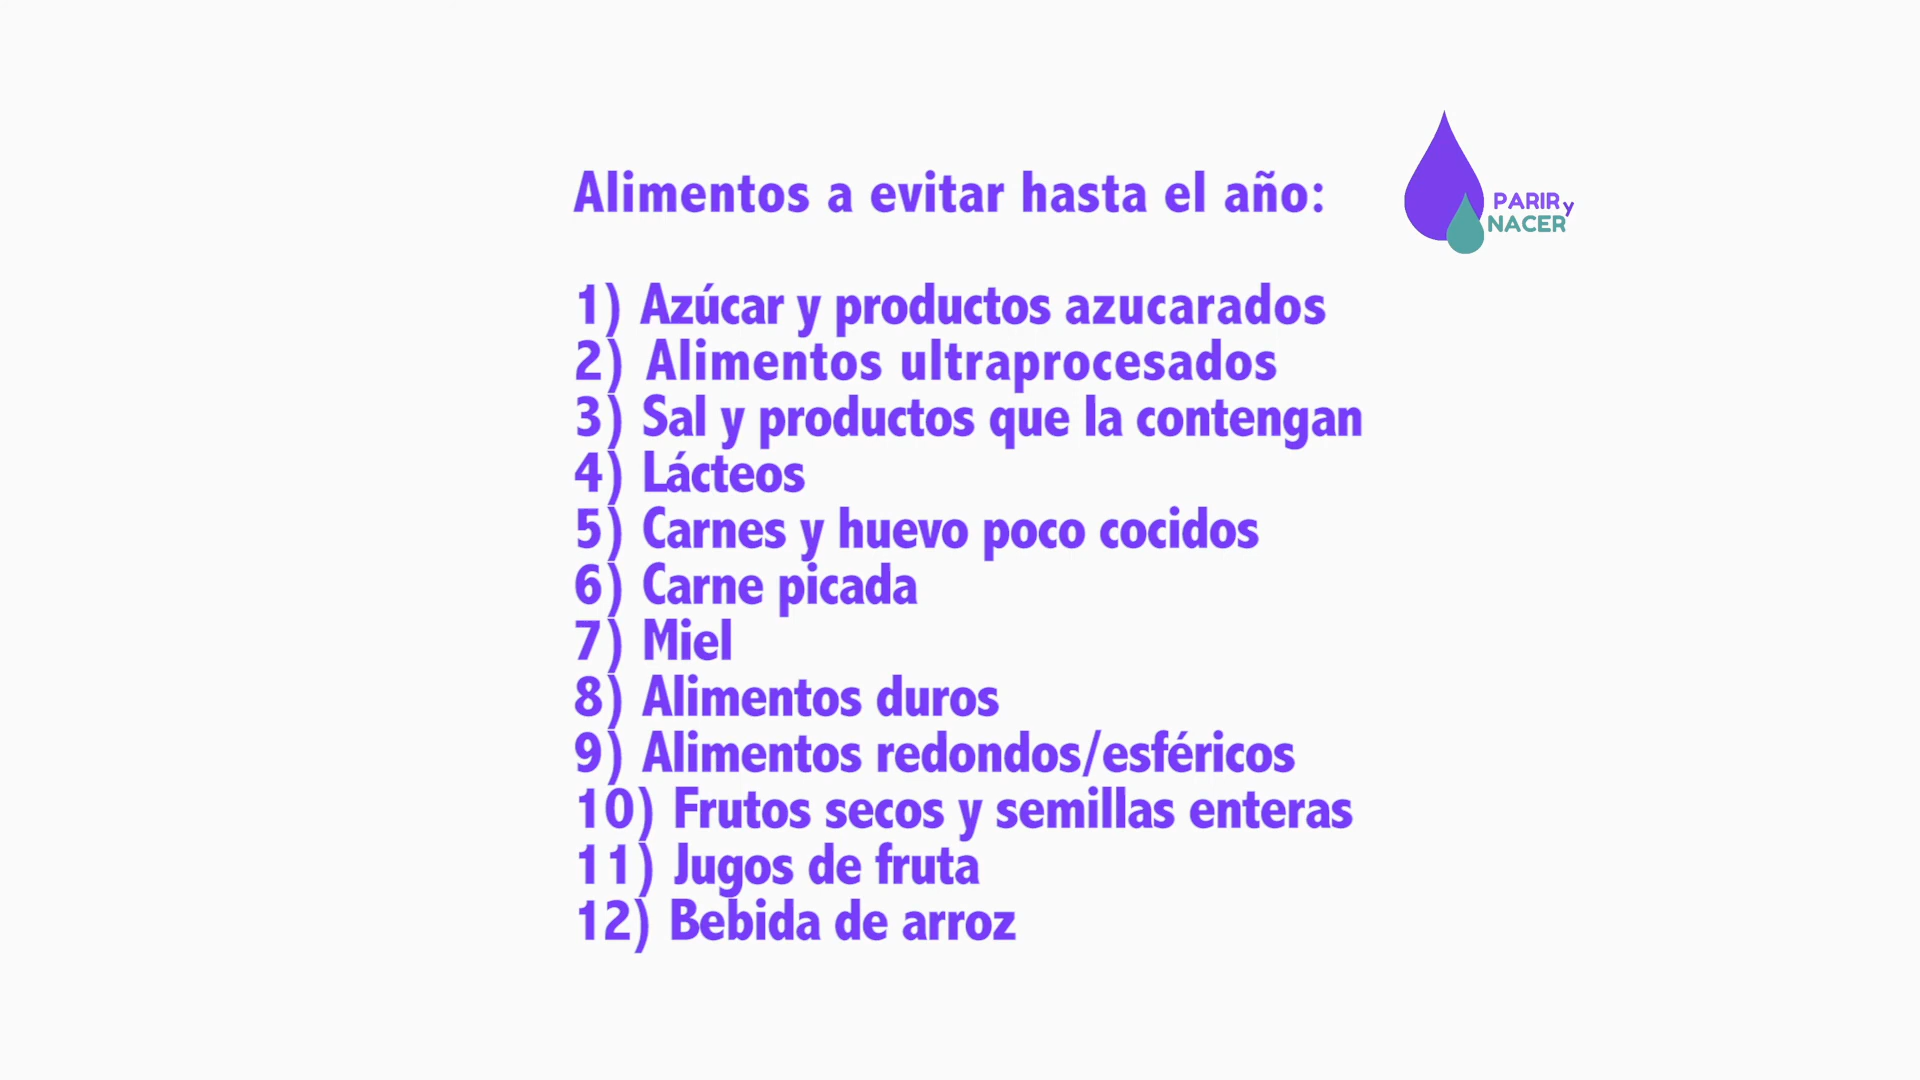 Alimentos a evitar hasta el año:
PARIR y
NACER
1) Azúcar y productos azucarados
2) Alimentos ultraprocesados
3) Sal y productos que la contengan
4) Lácteos
5) Carnes y huevo poco cocidos
6) Carne picada
7) Miel
8) Alimentos duros
9) Alimentos redondos/esféricos
10) Frutos secos y semillas enteras
11) Jugos de fruta
12) Bebida de arroz